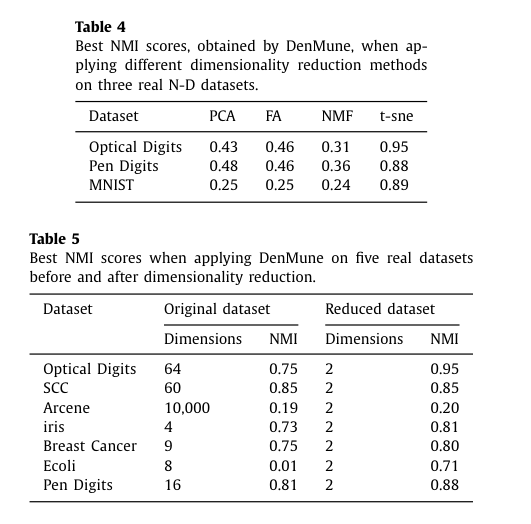 Table 4
Best NMI scores, obtained by DenMune, when ap-
plying different dimensionality reduction methods
on three real N-D datasets.
Dataset PCA FA NMF t-sne
Optical Digits 0.43 0.46 0.31 0.95
Pen Digits 0.48 0.46 0.36 0.88
MNIST 0.25 0.25 0.24 0.89
Table 5
Best NMI scores when applying DenMune on five real datasets
before and after dimensionality reduction.
Dataset Original dataset Reduced dataset
Dimensions NMI Dimensions NMI
Optical Digits 64 0.75 2 0.95
SCC 60 0.85 2 0.85
Arcene 10,000 0.19 2 0.20
iris 4 0.73 2 0.81
Breast Cancer 9 0.75 2 0.80
Ecoli 8 0.01 2 0.71
Pen Digits 16 0.81 2 0.88